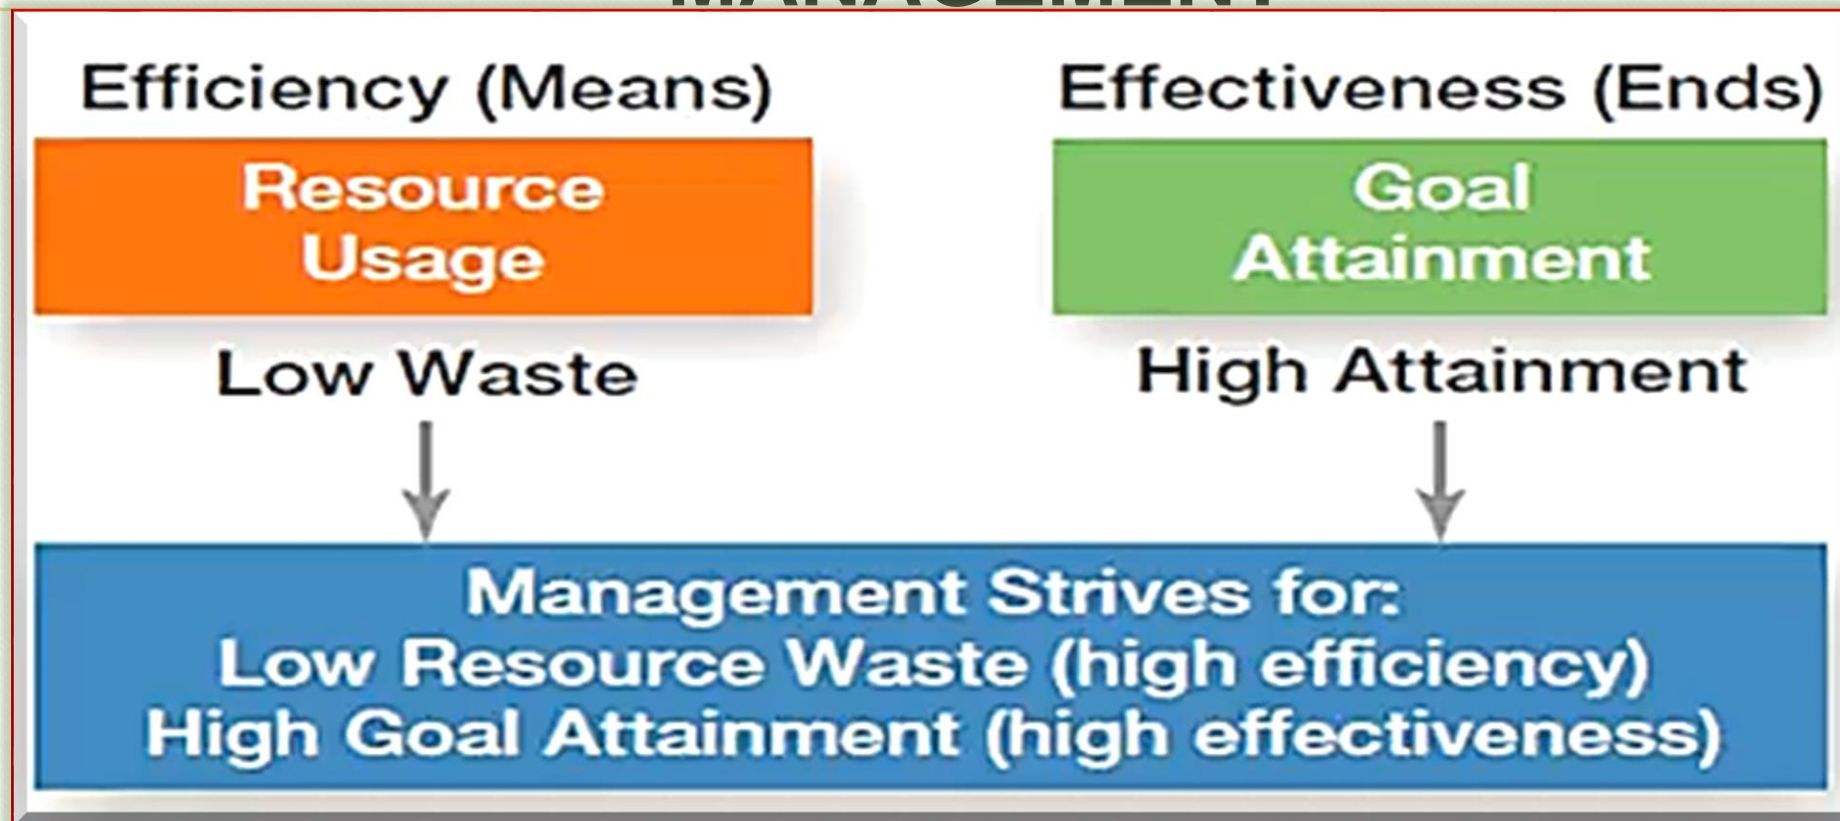 MANAGEMENT
Efficiency (Means)
Effectiveness (Ends)
Resource
Usage
Goal
Attainment
Low Waste
High Attainment
Management Strives for:
Low Resource Waste (high efficiency)
High Goal Attainment (high effectiveness)